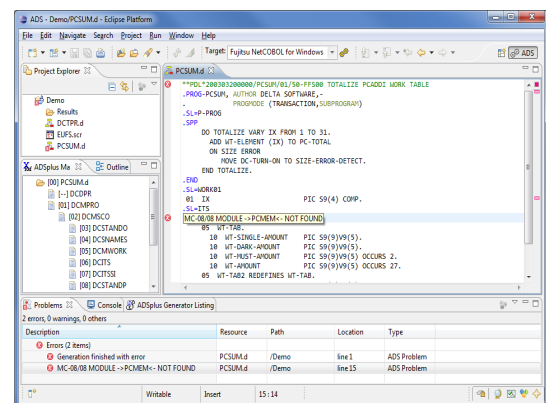 ADS - Demo/PCSUM.d - Eclipse Platform
File Edit Navigate Search Project Run Window Help
Target: Fujitsu NetCOBOL for Windows
ADS
Project Explorer
Demo
Results
DCTPR.d
EUFS.scr
PCSUM.d
ADSplus Ma
Outline
[00] PCSUM.d
[--] DCDPR
[01] DCMPRO
[02] DCMSCO
[03] DCSTANDO
[04] DCSNAMES
[05] DCMWORK
[06] DCITS
[07] DCITSSI
[08] DCSTANDP
PCSUM.d
**PDL*200303200000/PCSUM/01/50-FF500 TOTALIZE PCADDI WORK TABLE
.PROG=PCSUM, AUTHOR DELTA SOFTWARE,-
. PROGMODE (TRANSACTION,SUBPROGRAM)
.SL=P-PROG
.SPP
DO TOTALIZE VARY IX FROM 1 TO 31.
ADD WT-ELEMENT (IX) TO PC-TOTAL
ON SIZE ERROR
MOVE DC-TURN-ON TO SIZE-ERROR-DETECT.
END TOTALIZE.
.END
.SL=WORK01
01 IX PIC S9(4) COMP.
.SL=ITS
MC-08/08 MODULE ->PCMEM<- NOT FOUND
05 WT-TAB.
10 WT-SINGLE-AMOUNT PIC S9(9)V9(5).
10 WT-DARK-AMOUNT PIC S9(9)V9(5).
10 WT-MUST-AMOUNT PIC S9(9)V9(5) OCCURS 2.
10 WT-AMOUNT PIC S9(9)V9(5) OCCURS 27.
05 WT-TAB2 REDEFINES WT-TAB.
Problems
Console
ADSplus Generator Listing
2 errors, 0 warnings, 0 others
Description Resource Path Location Type
Errors (2 items)
Generation finished with error PCSUM.d /Demo line 1 ADS Problem
MC-08/08 MODULE ->PCMEM<- NOT FOUND PCSUM.d /Demo line 15 ADS Problem
Writable Insert 15 : 14